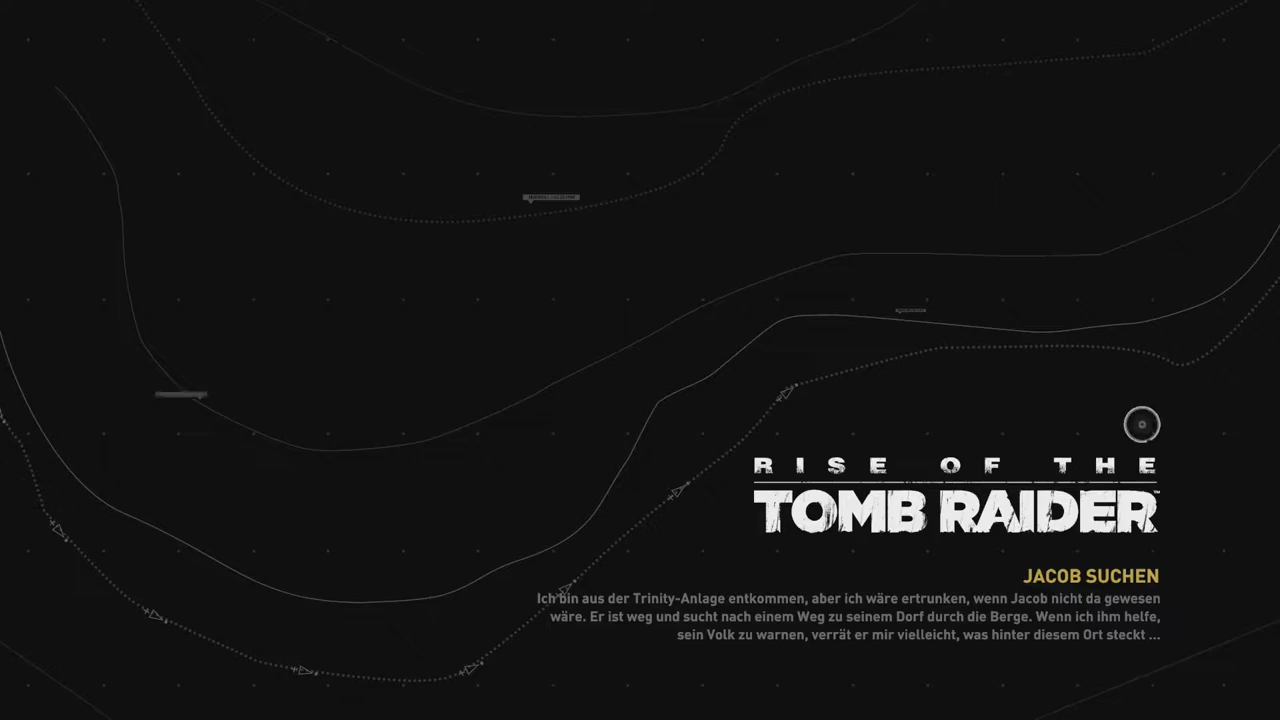 RISE OF THE
TOMB RAIDER™
JACOB SUCHEN
Ich bin aus der Trinity-Anlage entkommen, aber ich wäre ertrunken, wenn Jacob nicht da gewesen
wäre. Er ist weg und sucht nach einem Weg zu seinem Dorf durch die Berge. Wenn ich ihm helfe,
sein Volk zu warnen, verrät er mir vielleicht, was hinter diesem Ort steckt ...